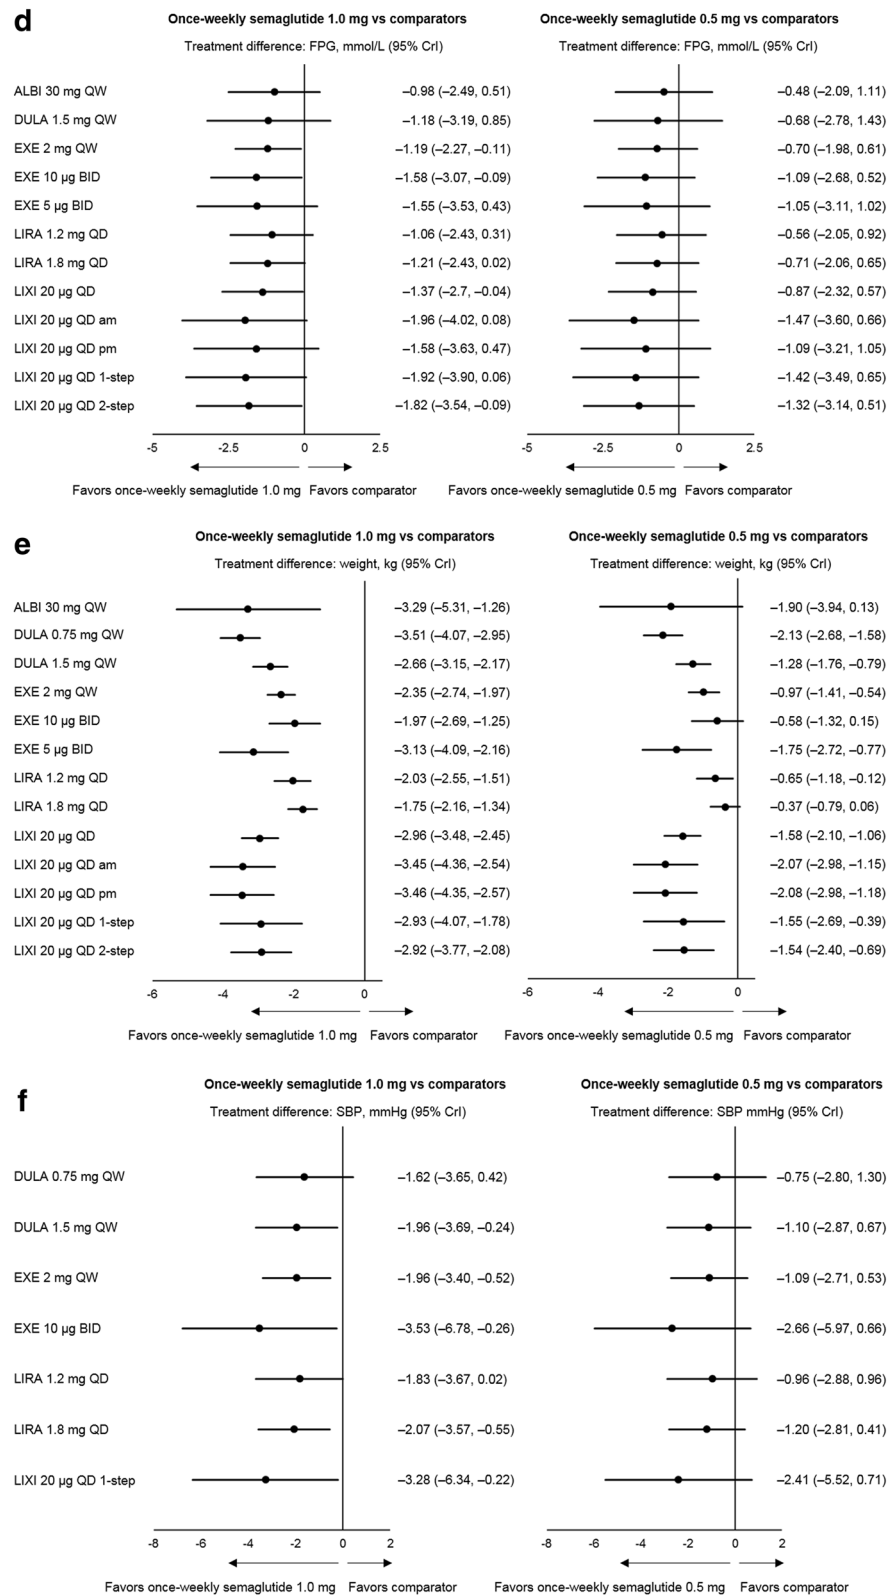 d
Once-weekly semaglutide 1.0 mg vs comparators Once-weekly semaglutide 0.5 mg vs comparators
Treatment difference: FPG, mmol/L (95% CrI) Treatment difference: FPG, mmol/L (95% CrI)
ALBI 30 mg QW –0.98 (–2.49, 0.51) –0.48 (–2.09, 1.11)
DULA 1.5 mg QW –1.18 (–3.19, 0.85) –0.68 (–2.78, 1.43)
EXE 2 mg QW –1.19 (–2.27, –0.11) –0.70 (–1.98, 0.61)
EXE 10 µg BID –1.58 (–3.07, –0.09) –1.09 (–2.68, 0.52)
EXE 5 µg BID –1.55 (–3.53, 0.43) –1.05 (–3.11, 1.02)
LIRA 1.2 mg QD –1.06 (–2.43, 0.31) –0.56 (–2.05, 0.92)
LIRA 1.8 mg QD –1.21 (–2.43, 0.02) –0.71 (–2.06, 0.65)
LIXI 20 µg QD –1.37 (–2.7, –0.04) –0.87 (–2.32, 0.57)
LIXI 20 µg QD am –1.96 (–4.02, 0.08) –1.47 (–3.60, 0.66)
LIXI 20 µg QD pm –1.58 (–3.63, 0.47) –1.09 (–3.21, 1.05)
LIXI 20 µg QD 1-step –1.92 (–3.90, 0.06) –1.42 (–3.49, 0.65)
LIXI 20 µg QD 2-step –1.82 (–3.54, –0.09) –1.32 (–3.14, 0.51)
-5 -2.5 0 2.5 -5 -2.5 0 2.5
Favors once-weekly semaglutide 1.0 mg Favors comparator Favors once-weekly semaglutide 0.5 mg Favors comparator
e
Once-weekly semaglutide 1.0 mg vs comparators Once-weekly semaglutide 0.5 mg vs comparators
Treatment difference: weight, kg (95% CrI) Treatment difference: weight, kg (95% CrI)
ALBI 30 mg QW –3.29 (–5.31, –1.26) –1.90 (–3.94, 0.13)
DULA 0.75 mg QW –3.51 (–4.07, –2.95) –2.13 (–2.68, –1.58)
DULA 1.5 mg QW –2.66 (–3.15, –2.17) –1.28 (–1.76, –0.79)
EXE 2 mg QW –2.35 (–2.74, –1.97) –0.97 (–1.41, –0.54)
EXE 10 µg BID –1.97 (–2.69, –1.25) –0.58 (–1.32, 0.15)
EXE 5 µg BID –3.13 (–4.09, –2.16) –1.75 (–2.72, –0.77)
LIRA 1.2 mg QD –2.03 (–2.55, –1.51) –0.65 (–1.18, –0.12)
LIRA 1.8 mg QD –1.75 (–2.16, –1.34) –0.37 (–0.79, 0.06)
LIXI 20 µg QD –2.96 (–3.48, –2.45) –1.58 (–2.10, –1.06)
LIXI 20 µg QD am –3.45 (–4.36, –2.54) –2.07 (–2.98, –1.15)
LIXI 20 µg QD pm –3.46 (–4.35, –2.57) –2.08 (–2.98, –1.18)
LIXI 20 µg QD 1-step –2.93 (–4.07, –1.78) –1.55 (–2.69, –0.39)
LIXI 20 µg QD 2-step –2.92 (–3.77, –2.08) –1.54 (–2.40, –0.69)
-6 -4 -2 0 -6 -4 -2 0
Favors once-weekly semaglutide 1.0 mg Favors comparator Favors once-weekly semaglutide 0.5 mg Favors comparator
f
Once-weekly semaglutide 1.0 mg vs comparators Once-weekly semaglutide 0.5 mg vs comparators
Treatment difference: SBP, mmHg (95% CrI) Treatment difference: SBP mmHg (95% CrI)
DULA 0.75 mg QW –1.62 (–3.65, 0.42) –0.75 (–2.80, 1.30)
DULA 1.5 mg QW –1.96 (–3.69, –0.24) –1.10 (–2.87, 0.67)
EXE 2 mg QW –1.96 (–3.40, –0.52) –1.09 (–2.71, 0.53)
EXE 10 µg BID –3.53 (–6.78, –0.26) –2.66 (–5.97, 0.66)
LIRA 1.2 mg QD –1.83 (–3.67, 0.02) –0.96 (–2.88, 0.96)
LIRA 1.8 mg QD –2.07 (–3.57, –0.55) –1.20 (–2.81, 0.41)
LIXI 20 µg QD 1-step –3.28 (–6.34, –0.22) –2.41 (–5.52, 0.71)
-8 -6 -4 -2 0 2 -8 -6 -4 -2 0 2
Favors once-weekly semaglutide 1.0 mg Favors comparator Favors once-weekly semaglutide 0.5 mg Favors comparator